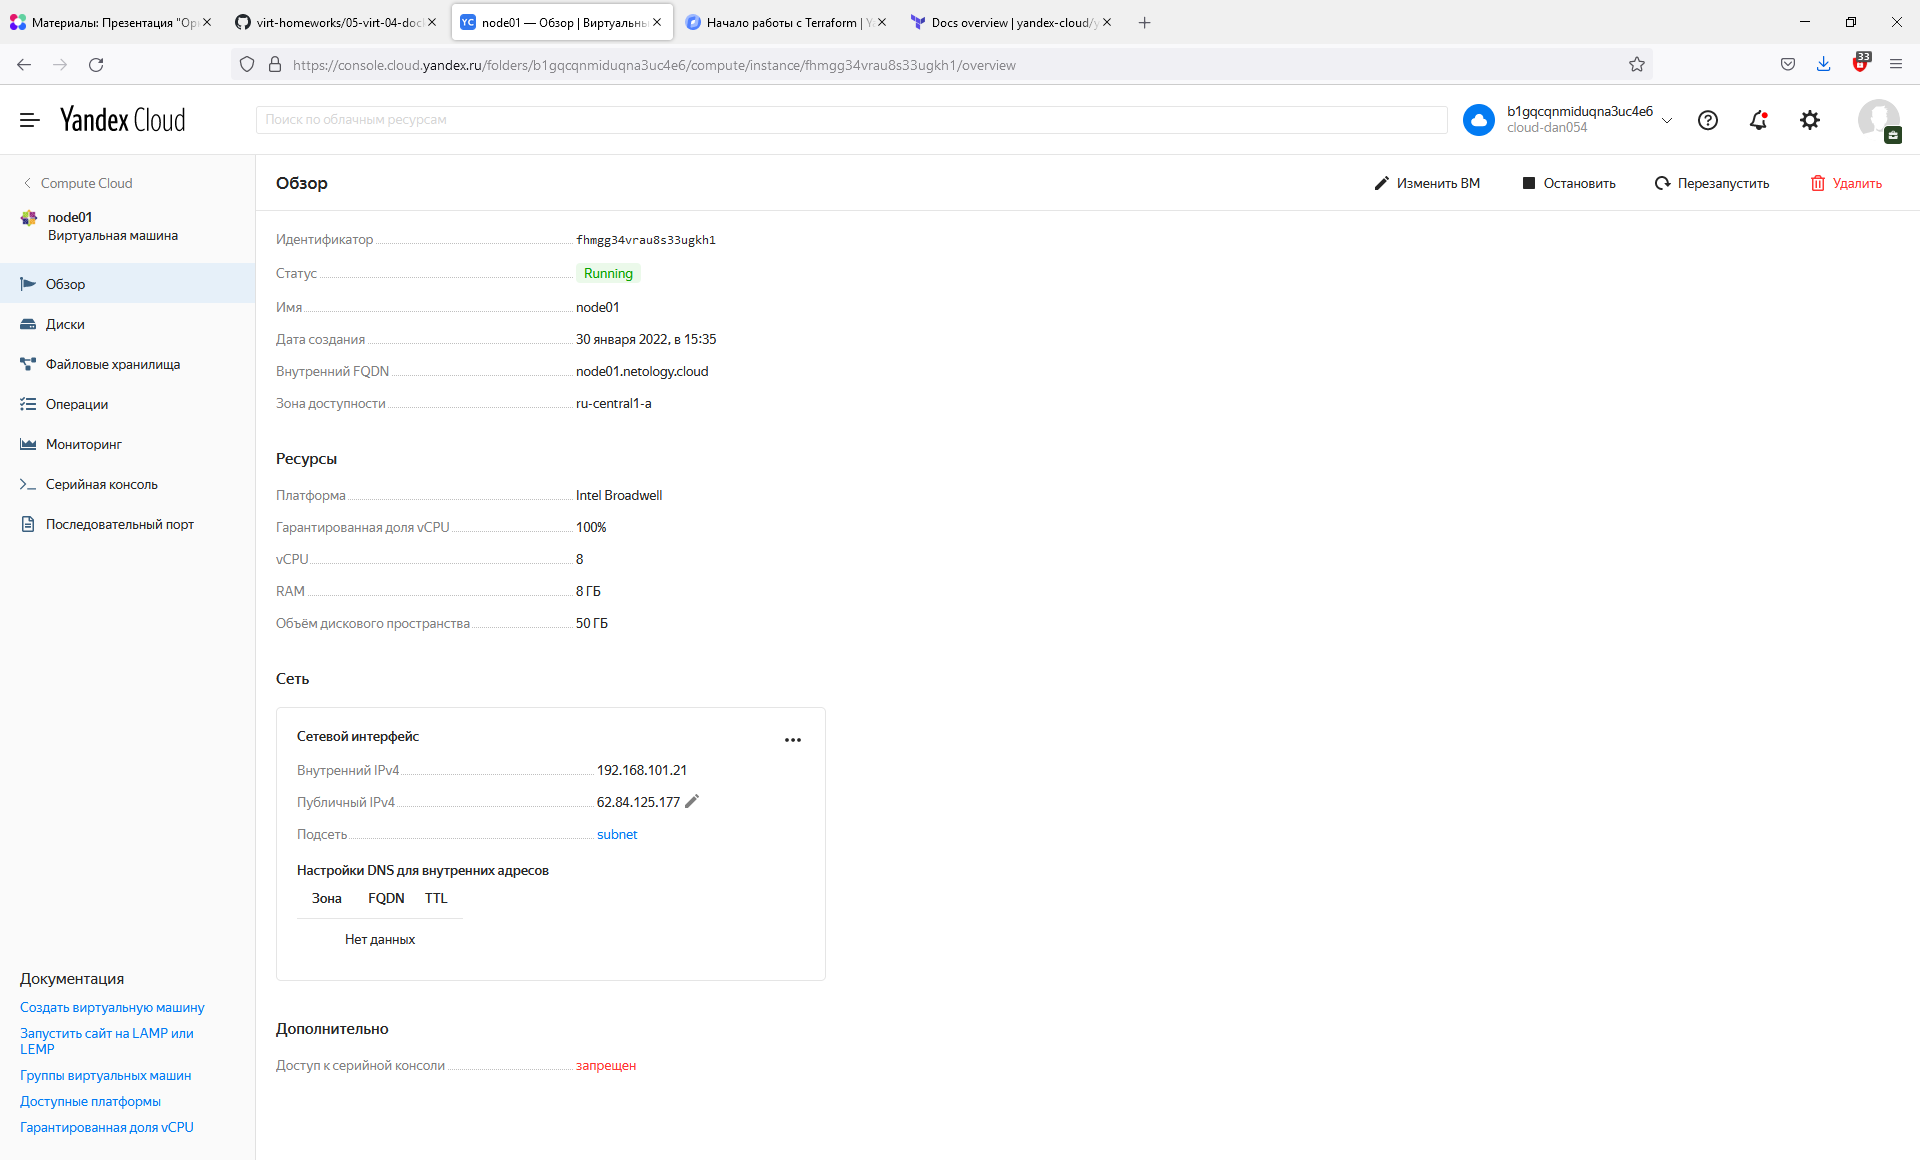 Материалы: Презентация "Ор
virt-homeworks/05-virt-04-doc
node01 — Обзор | Виртуальны
Начало работы с Terraform | Ya
Docs overview | yandex-cloud/y
https://console.cloud.yandex.ru/folders/b1gqcqnmiduqna3uc4e6/compute/instance/fhmgg34vrau8s33ugkh1/overview
33
Yandex Cloud
Поиск по облачным ресурсам
b1gqcqnmiduqna3uc4e6
cloud-dan054
Compute Cloud
node01
Виртуальная машина
Обзор
Диски
Файловые хранилища
Операции
Мониторинг
Серийная консоль
Последовательный порт
Документация
Создать виртуальную машину
Запустить сайт на LAMP или
LEMP
Группы виртуальных машин
Доступные платформы
Гарантированная доля vCPU
Обзор
Изменить ВМ
Остановить
Перезапустить
Удалить
Идентификатор fhmgg34vrau8s33ugkh1
Статус Running
Имя node01
Дата создания 30 января 2022, в 15:35
Внутренний FQDN node01.netology.cloud
Зона доступности ru-central1-a
Ресурсы
Платформа Intel Broadwell
Гарантированная доля vCPU 100%
vCPU 8
RAM 8 ГБ
Объём дискового пространства 50 ГБ
Сеть
Сетевой интерфейс
Внутренний IPv4 192.168.101.21
Публичный IPv4 62.84.125.177
Подсеть subnet
Настройки DNS для внутренних адресов
Зона FQDN TTL
Нет данных
Дополнительно
Доступ к серийной консоли запрещен